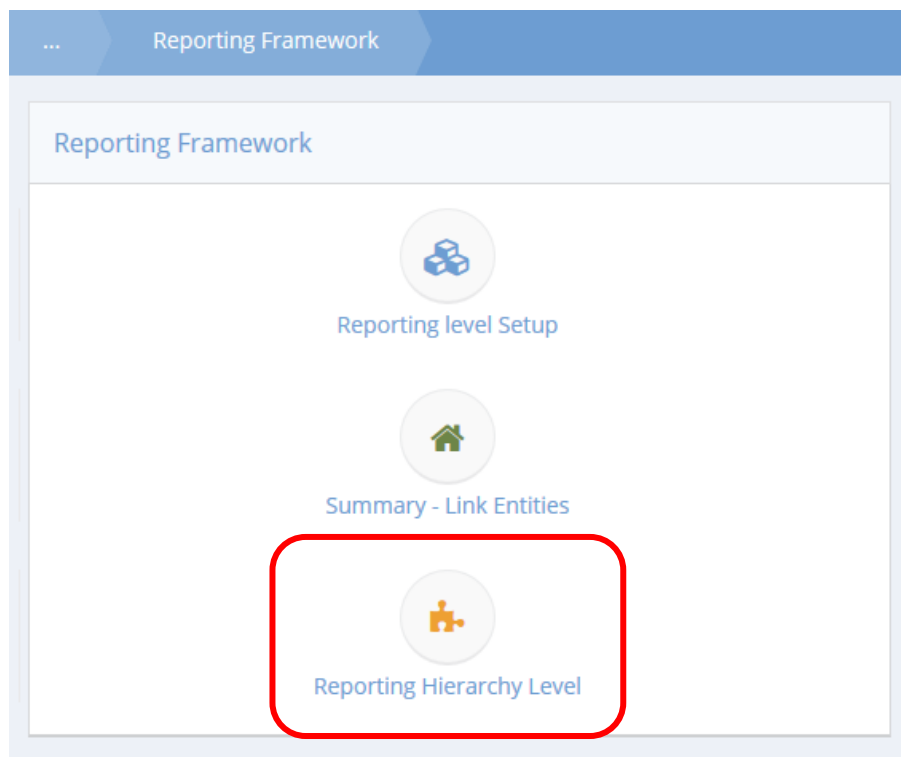 ... Reporting Framework
Reporting Framework
Reporting level Setup
Summary - Link Entities
Reporting Hierarchy Level